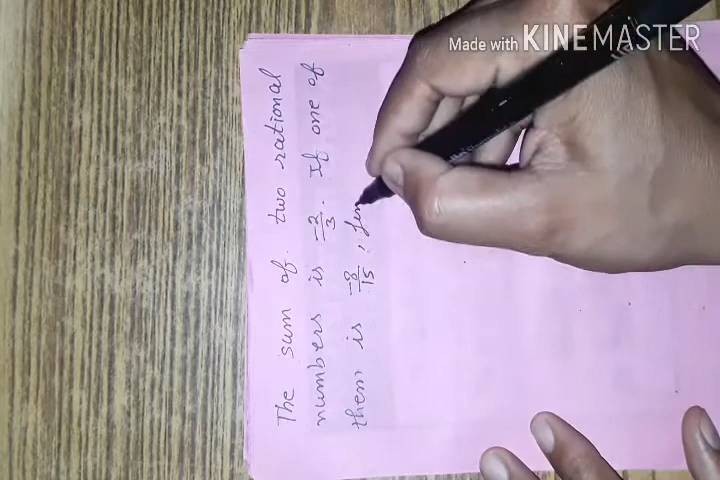 Made with KINEMASTER
The sum of two rational
numbers is -2/3. If one of
them is -8/15, fin